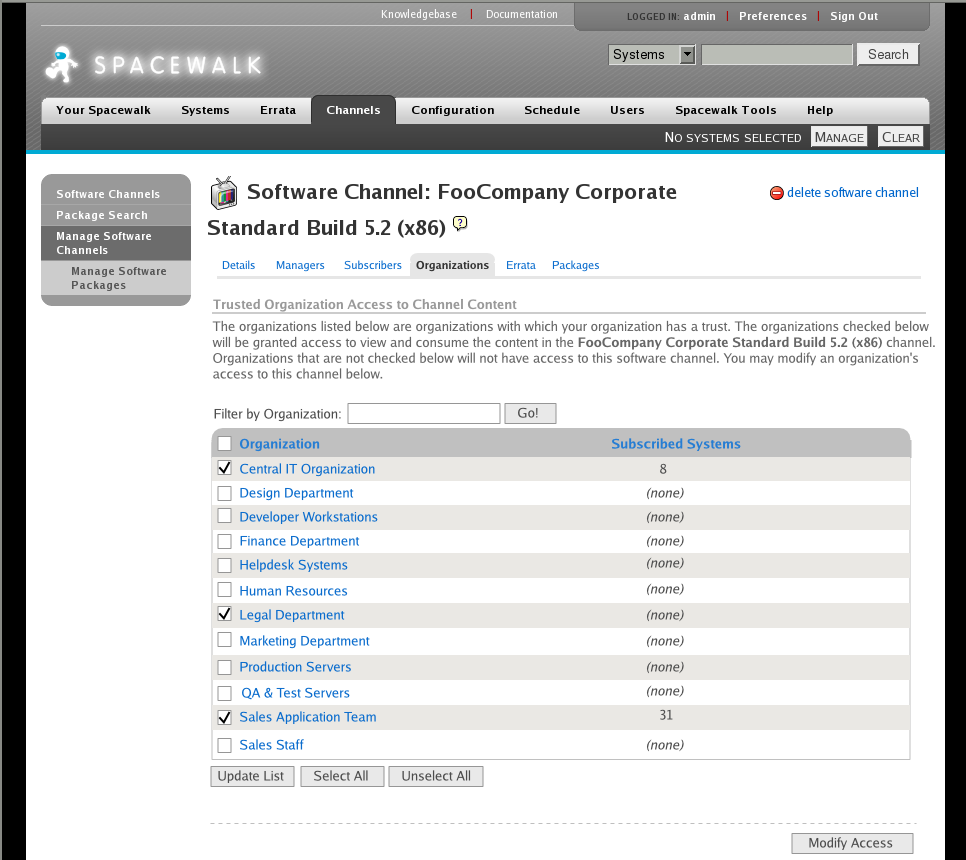 Knowledgebase | Documentation
LOGGED IN: admin | Preferences | Sign Out
SPACEWALK
Systems
Search
Your Spacewalk Systems Errata Channels Configuration Schedule Users Spacewalk Tools Help
No systems selected Manage Clear
Software Channels
Package Search
Manage Software
Channels
Manage Software
Packages
Software Channel: FooCompany Corporate
Standard Build 5.2 (x86) ?
delete software channel
Details Managers Subscribers Organizations Errata Packages
Trusted Organization Access to Channel Content
The organizations listed below are organizations with which your organization has a trust. The organizations checked below
will be granted access to view and consume the content in the FooCompany Corporate Standard Build 5.2 (x86) channel.
Organizations that are not checked below will not have access to this software channel. You may modify an organization's
access to this channel below.
Filter by Organization: Go!
Organization Subscribed Systems
Central IT Organization 8
Design Department (none)
Developer Workstations (none)
Finance Department (none)
Helpdesk Systems (none)
Human Resources (none)
Legal Department (none)
Marketing Department (none)
Production Servers (none)
QA & Test Servers (none)
Sales Application Team 31
Sales Staff (none)
Update List Select All Unselect All
Modify Access